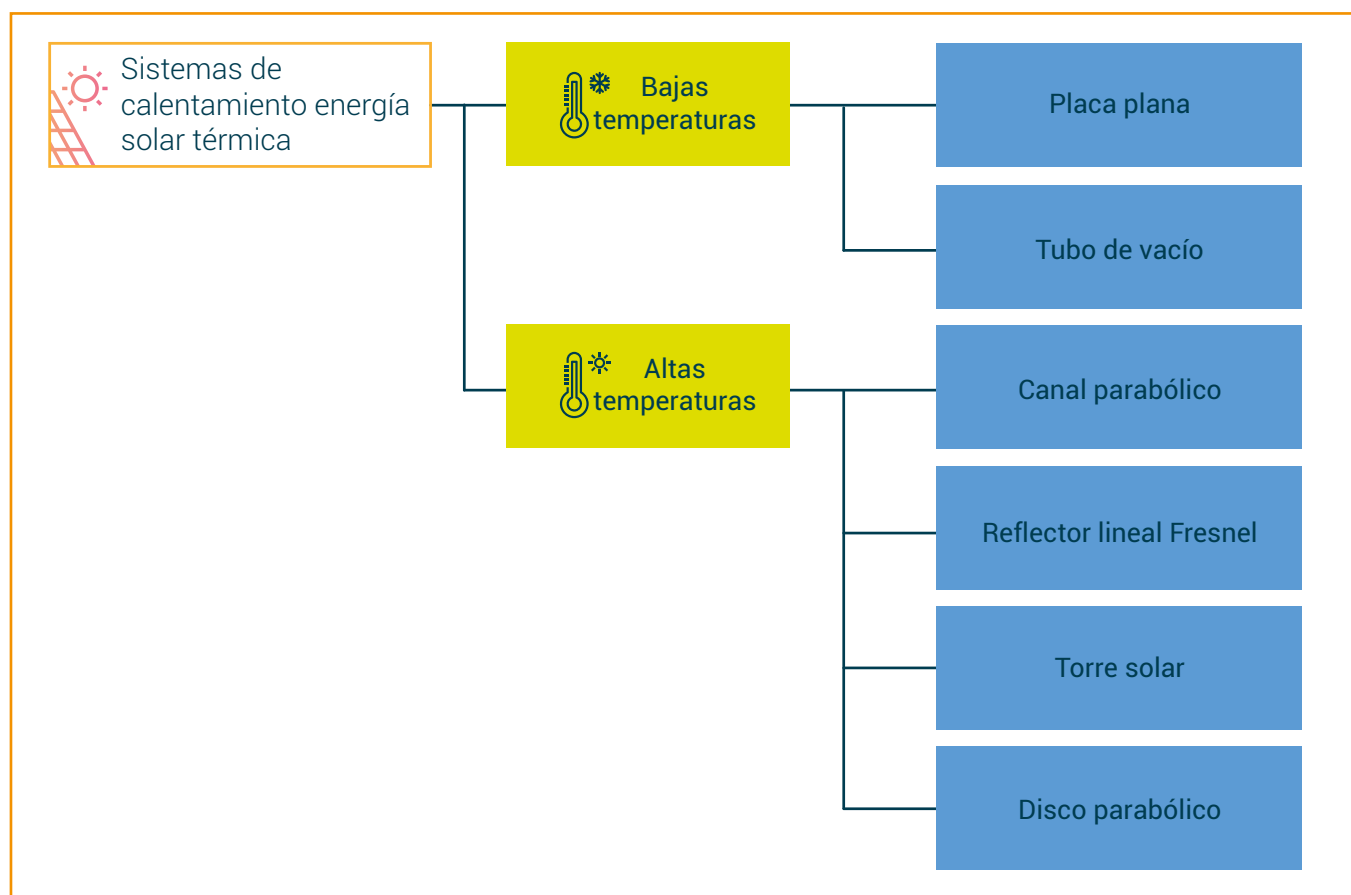 Sistemas de
calentamiento energía
solar térmica
Bajas
temperaturas
Placa plana
Tubo de vacío
Altas
temperaturas
Canal parabólico
Reflector lineal Fresnel
Torre solar
Disco parabólico